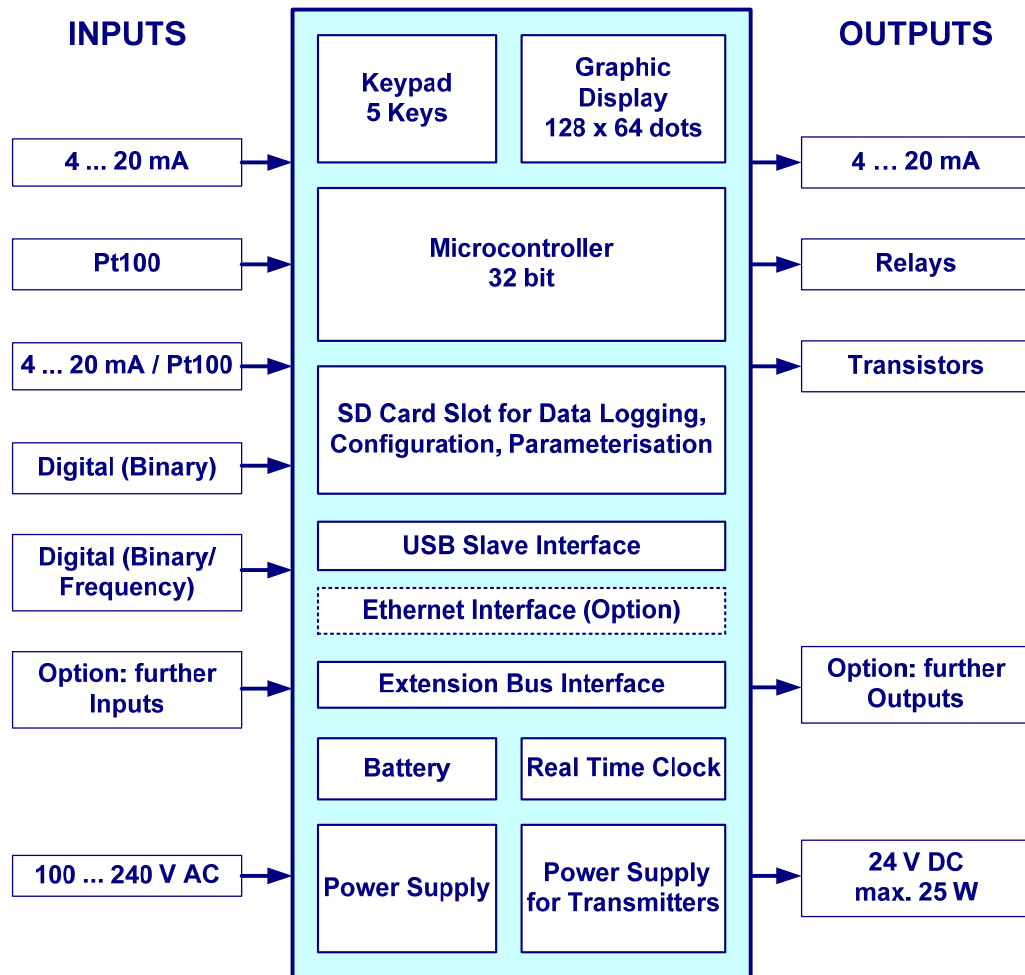 INPUTS
OUTPUTS
Keypad
5 Keys
Graphic
Display
128 x 64 dots
4 ... 20 mA
4 ... 20 mA
Microcontroller
32 bit
Pt100
Relays
4 ... 20 mA / Pt100
Transistors
SD Card Slot for Data Logging,
Configuration, Parameterisation
Digital (Binary)
USB Slave Interface
Digital (Binary/
Frequency)
Ethernet Interface (Option)
Option: further
Inputs
Extension Bus Interface
Option: further
Outputs
Battery
Real Time Clock
100 ... 240 V AC
Power Supply
Power Supply
for Transmitters
24 V DC
max. 25 W